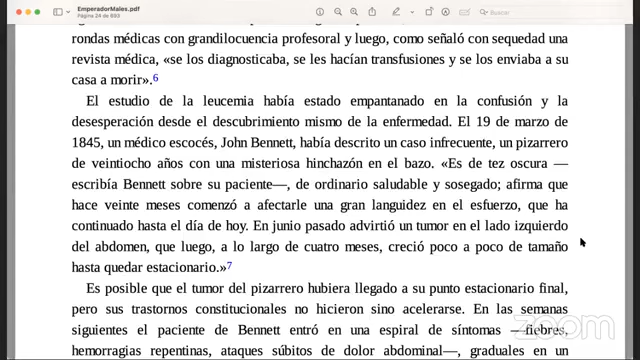 EmperadorMales.pdf
Página 24 de 693
Buscar
rondas médicas con grandilocuencia profesoral y luego, como señaló con sequedad una
revista médica, «se los diagnosticaba, se les hacían transfusiones y se los enviaba a su
casa a morir».6
El estudio de la leucemia había estado empantanado en la confusión y la
desesperación desde el descubrimiento mismo de la enfermedad. El 19 de marzo de
1845, un médico escocés, John Bennett, había descrito un caso infrecuente, un pizarrero
de veintiocho años con una misteriosa hinchazón en el bazo. «Es de tez oscura —
escribía Bennett sobre su paciente—, de ordinario saludable y sosegado; afirma que
hace veinte meses comenzó a afectarle una gran languidez en el esfuerzo, que ha
continuado hasta el día de hoy. En junio pasado advirtió un tumor en el lado izquierdo
del abdomen, que luego, a lo largo de cuatro meses, creció poco a poco de tamaño
hasta quedar estacionario.»7
Es posible que el tumor del pizarrero hubiera llegado a su punto estacionario final,
pero sus trastornos constitucionales no hicieron sino acelerarse. En las semanas
siguientes el paciente de Bennett entró en una espiral de síntomas —fiebres,
hemorragias repentinas, ataques súbitos de dolor abdominal—, graduales en un
zoom